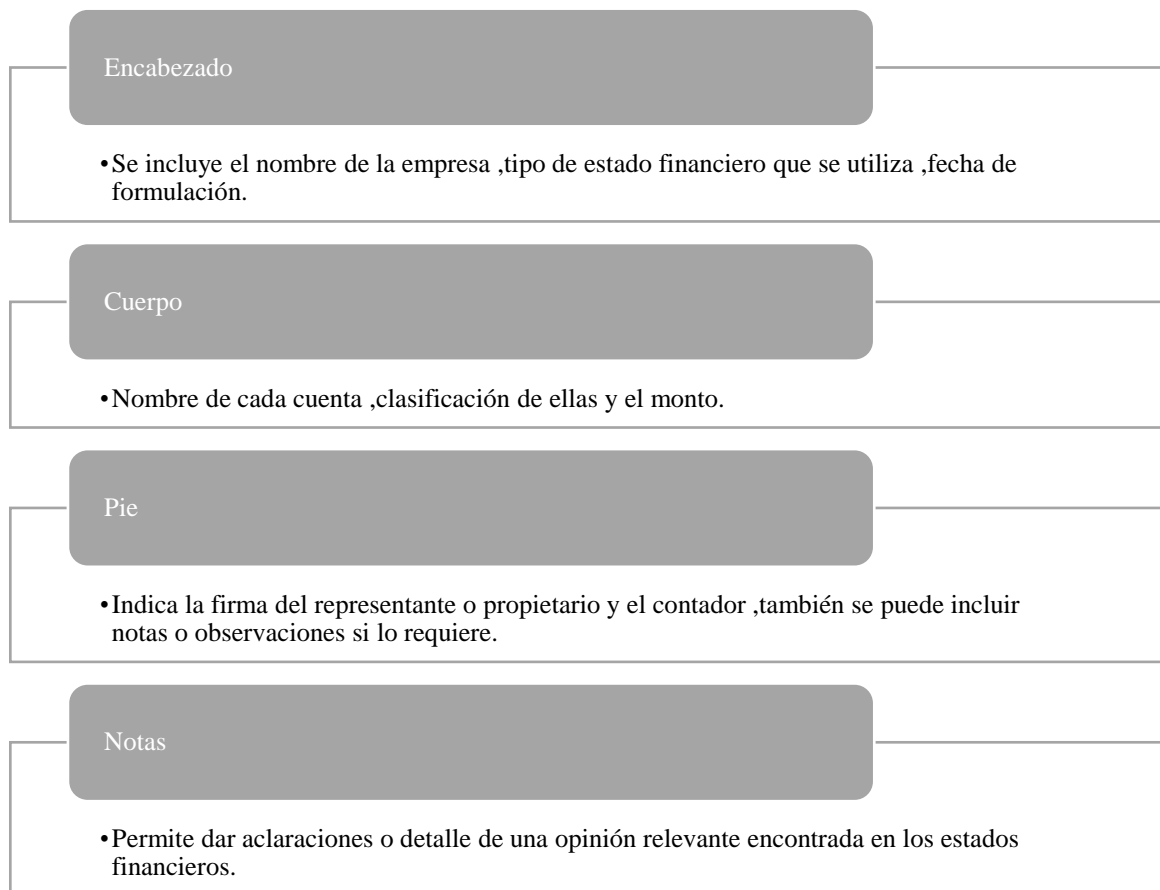 Encabezado
•Se incluye el nombre de la empresa ,tipo de estado financiero que se utiliza ,fecha de
formulación.
Cuerpo
•Nombre de cada cuenta ,clasificación de ellas y el monto.
Pie
•Indica la firma del representante o propietario y el contador ,también se puede incluir
notas o observaciones si lo requiere.
Notas
•Permite dar aclaraciones o detalle de una opinión relevante encontrada en los estados
financieros.